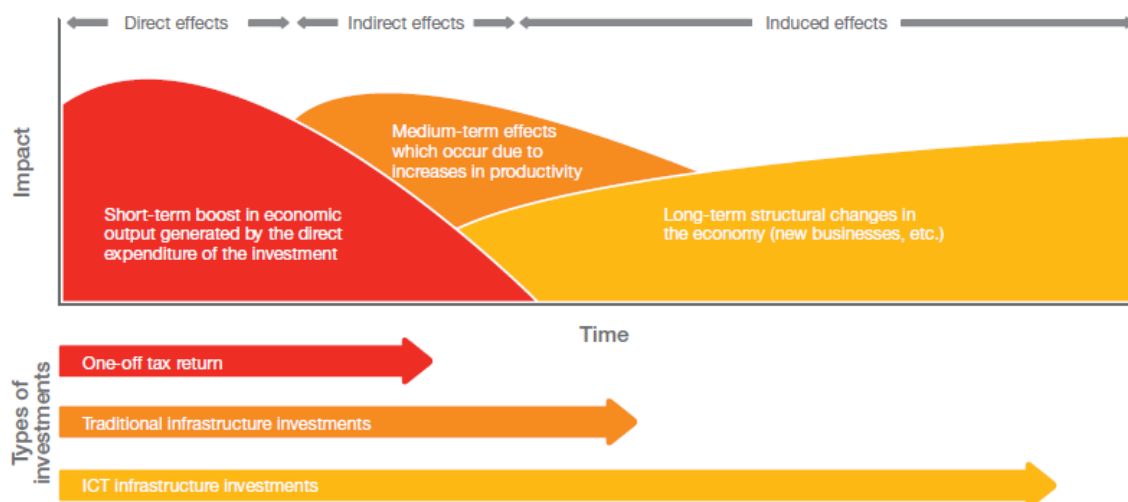 Direct effects
Indirect effects
Induced effects
Impact
Medium-term effects
which occur due to
increases in productivity
Short-term boost in economic
output generated by the direct
expenditure of the investment
Long-term structural changes in
the economy (new businesses, etc.)
Time
Types of
investments
One-off tax return
Traditional infrastructure investments
ICT infrastructure investments